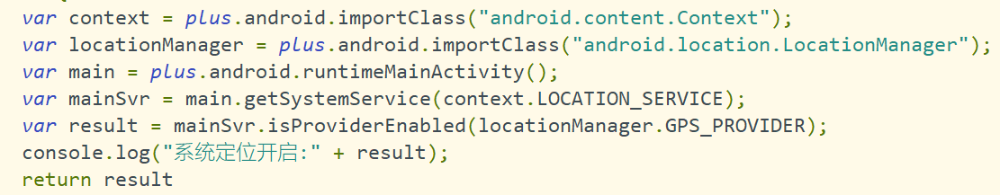 var context = plus.android.importClass("android.content.Context");
var locationManager = plus.android.importClass("android.location.LocationManager");
var main = plus.android.runtimeMainActivity();
var mainSvr = main.getSystemService(context.LOCATION_SERVICE);
var result = mainSvr.isProviderEnabled(locationManager.GPS_PROVIDER);
console.log("系统定位开启:" + result);
return result